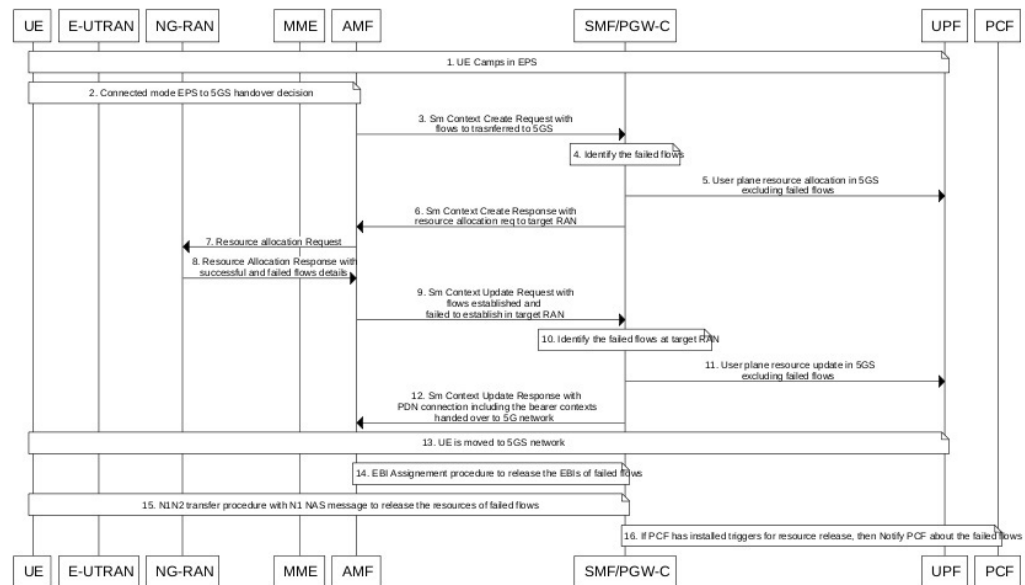 UE E-UTRAN NG-RAN MME AMF SMF/PGW-C UPF PCF
1. UE Camps in EPS
2. Connected mode EPS to 5GS handover decision
3. Sm Context Create Request with
flows to trasnferred to 5GS
4. Identify the failed flows
5. User plane resource allocation in 5GS
excluding failed flows
6. Sm Context Create Response with
resource allocation req to target RAN
7. Resource allocation Request
8. Resource Allocation Response with
successful and failed flows details
9. Sm Context Update Request with
flows established and
failed to establish in target RAN
10. Identify the failed flows at target RAN
11. User plane resource update in 5GS
excluding failed flows
12. Sm Context Update Response with
PDN connection including the bearer contexts
handed over to 5G network
13. UE is moved to 5GS network
14. EBI Assignement procedure to release the EBIs of failed flows
15. N1N2 transfer procedure with N1 NAS message to release the resources of failed flows
16. If PCF has installed triggers for resource release, then Notify PCF about the failed flows
UE E-UTRAN NG-RAN MME AMF SMF/PGW-C UPF PCF